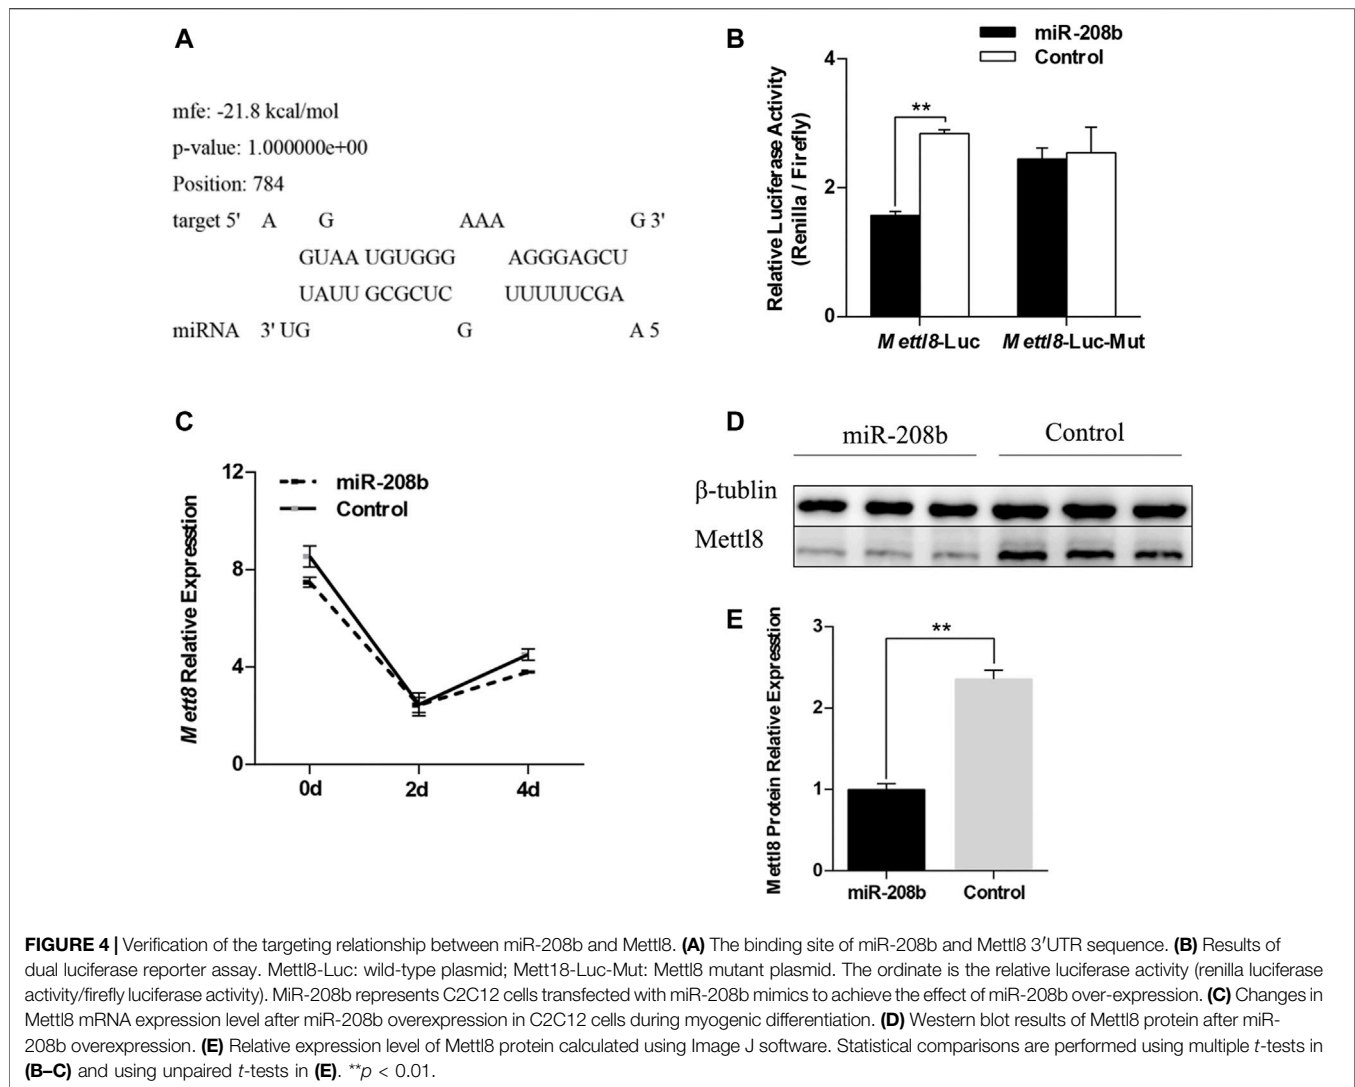 A
mfe: -21.8 kcal/mol
p-value: 1.000000e+00
Position: 784
target 5' A G AAA G 3'
GUAA UGUGGG AGGGAGCU
UAUU GCGCUC UUUUUCGA
miRNA 3' UG G A 5
B
miR-208b
Control
Relative Luciferase Activity
(Renilla / Firefly)
4
2
0
**
Mettl8-Luc Mettl8-Luc-Mut
C
miR-208b
Control
Mett8 Relative Expression
12
8
4
0
0d 2d 4d
D
miR-208b Control
β-tublin
Mettl8
E
Mettl8 Protein Relative Expresstion
3
2
1
0
**
miR-208b Control
FIGURE 4 | Verification of the targeting relationship between miR-208b and Mettl8. (A) The binding site of miR-208b and Mettl8 3′UTR sequence. (B) Results of
dual luciferase reporter assay. Mettl8-Luc: wild-type plasmid; Mett18-Luc-Mut: Mettl8 mutant plasmid. The ordinate is the relative luciferase activity (renilla luciferase
activity/firefly luciferase activity). MiR-208b represents C2C12 cells transfected with miR-208b mimics to achieve the effect of miR-208b over-expression. (C) Changes in
Mettl8 mRNA expression level after miR-208b overexpression in C2C12 cells during myogenic differentiation. (D) Western blot results of Mettl8 protein after miR-
208b overexpression. (E) Relative expression level of Mettl8 protein calculated using Image J software. Statistical comparisons are performed using multiple t-tests in
(B–C) and using unpaired t-tests in (E). **p < 0.01.